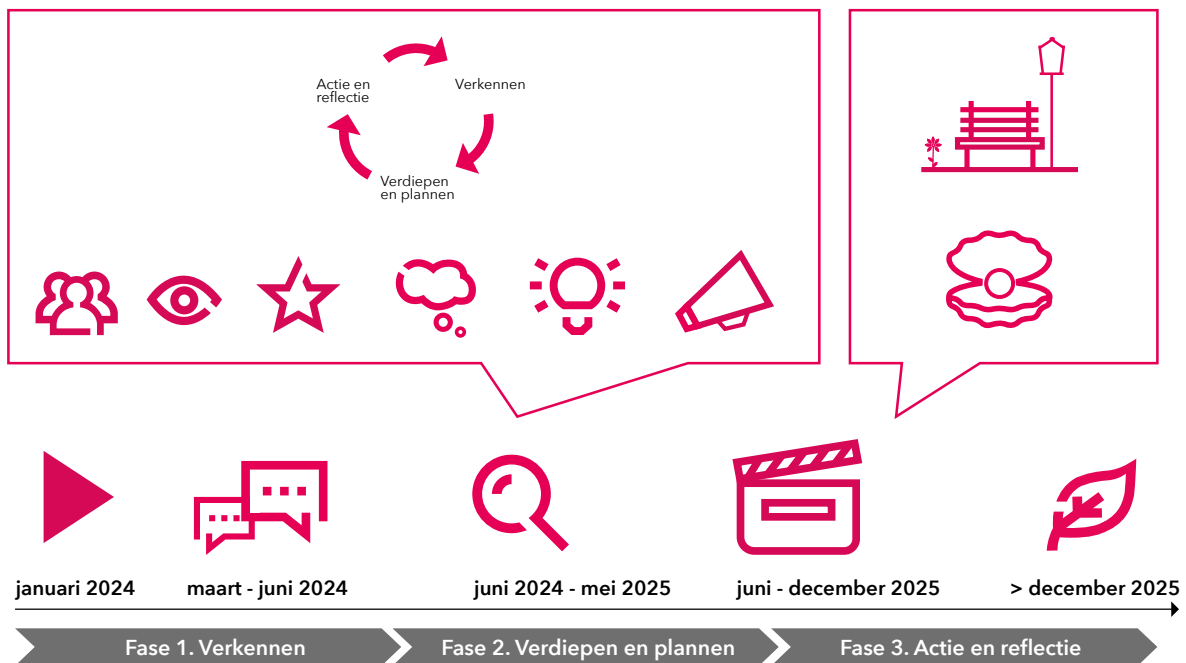 Actie en
reflectie
Verkennen
Verdiepen
en plannen
januari 2024
maart - juni 2024
juni 2024 - mei 2025
juni - december 2025
> december 2025
Fase 1. Verkennen
Fase 2. Verdiepen en plannen
Fase 3. Actie en reflectie